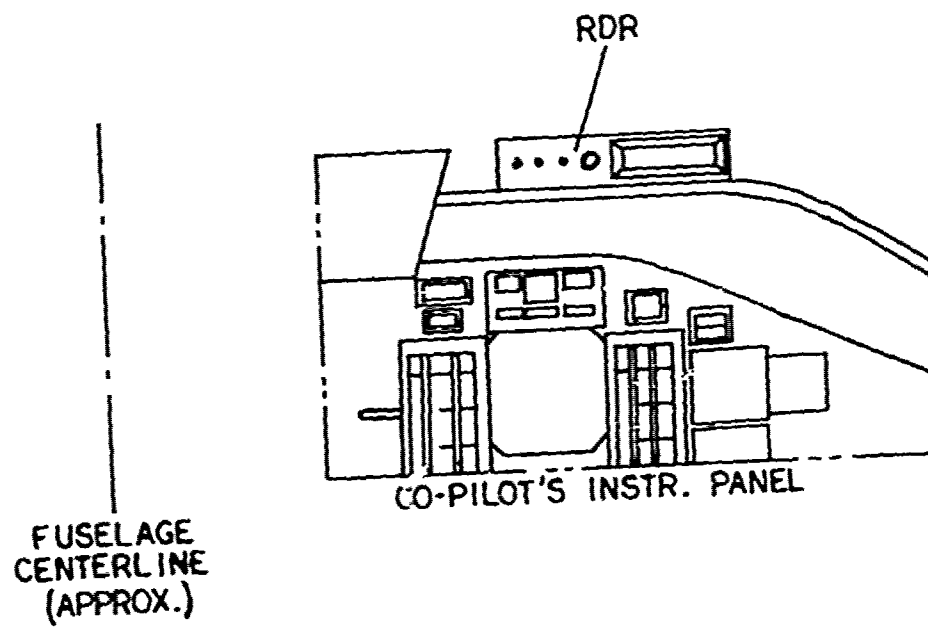 RDR
CO-PILOT'S INSTR. PANEL
FUSELAGE
CENTERLINE
(APPROX.)